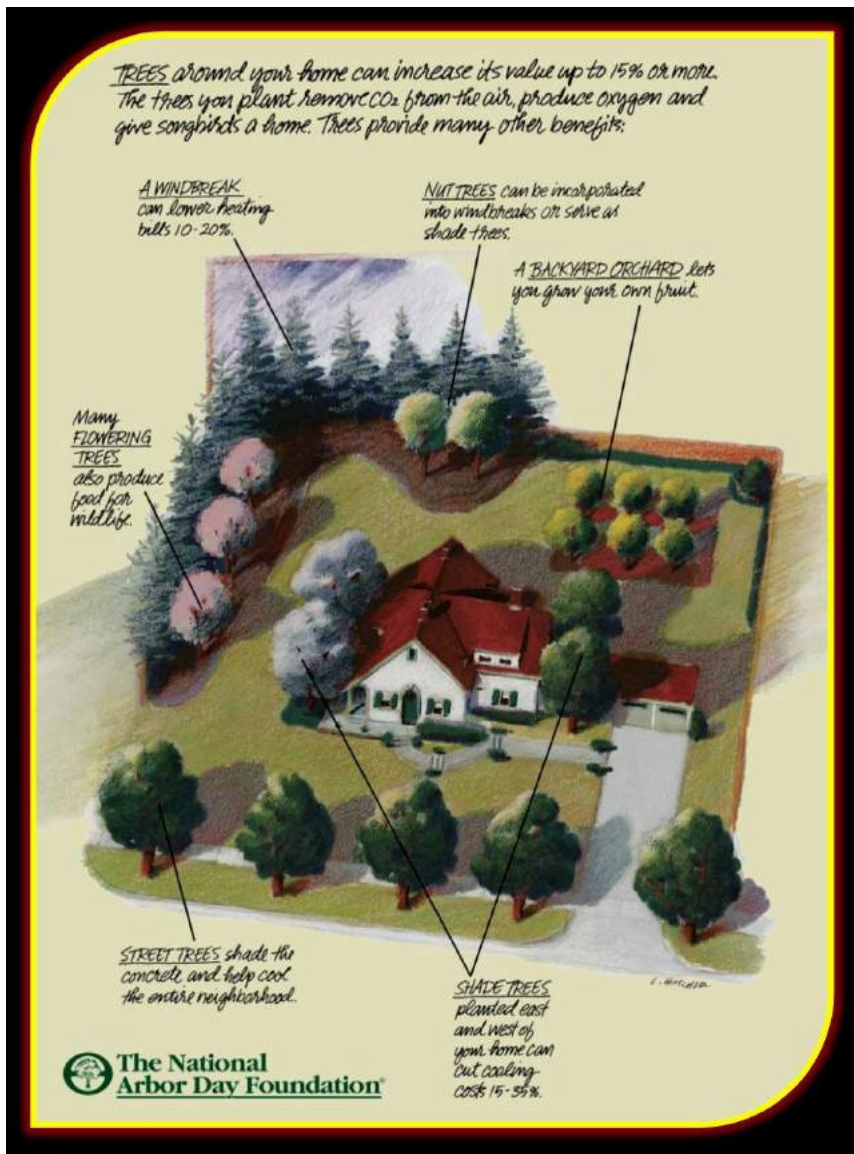 TREES around your home can increase its value up to 15% or more.
The trees you plant remove CO₂ from the air, produce oxygen and
give songbirds a home. Trees provide many other benefits:
A WINDBREAK
can lower heating
bills 10-20%.
NUT TREES can be incorporated
into windbreaks or serve as
shade trees.
A BACKYARD ORCHARD lets
you grow your own fruit.
Many
FLOWERING
TREES
also produce
food for
wildlife.
STREET TREES shade the
concrete and help cool
the entire neighborhood.
SHADE TREES
planted east
and west of
your home can
cut cooling
costs 15-35%.
The National
Arbor Day Foundation®